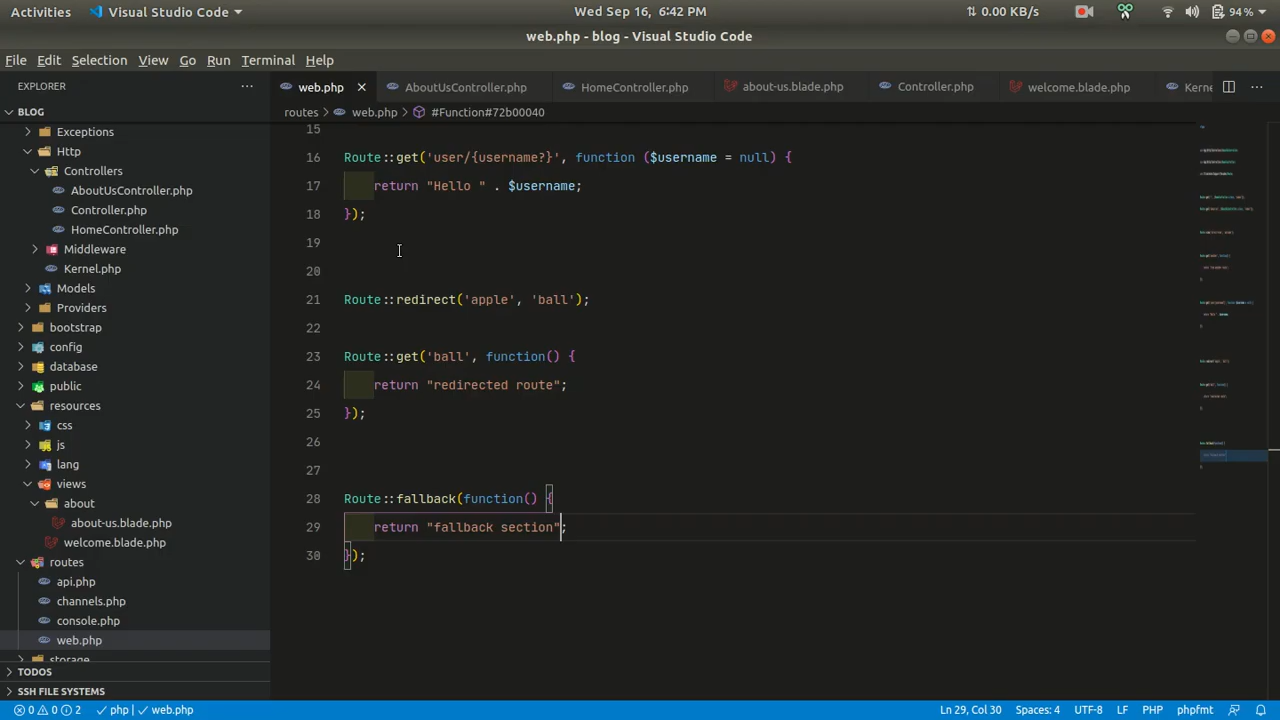 Activities Visual Studio Code Wed Sep 16, 6:42 PM 0.00 KB/s 94 %
web.php - blog - Visual Studio Code
File Edit Selection View Go Run Terminal Help
EXPLORER ... web.php AboutUsController.php HomeController.php about-us.blade.php Controller.php welcome.blade.php Kerne ...
BLOG
routes > web.php > #Function#72b00040
Exceptions
Http
Controllers
AboutUsController.php
Controller.php
HomeController.php
Middleware
Kernel.php
Models
Providers
bootstrap
config
database
public
resources
css
js
lang
views
about
about-us.blade.php
welcome.blade.php
routes
api.php
channels.php
console.php
web.php
storage
TODOS
SSH FILE SYSTEMS
15
16 Route::get('user/{username?}', function ($username = null) {
17 return "Hello " . $username;
18 });
19
20
21 Route::redirect('apple', 'ball');
22
23 Route::get('ball', function() {
24 return "redirected route";
25 });
26
27
28 Route::fallback(function() {
29 return "fallback section";
30 });
0 0 2 php | web.php Ln 29, Col 30 Spaces: 4 UTF-8 LF PHP phpfmt